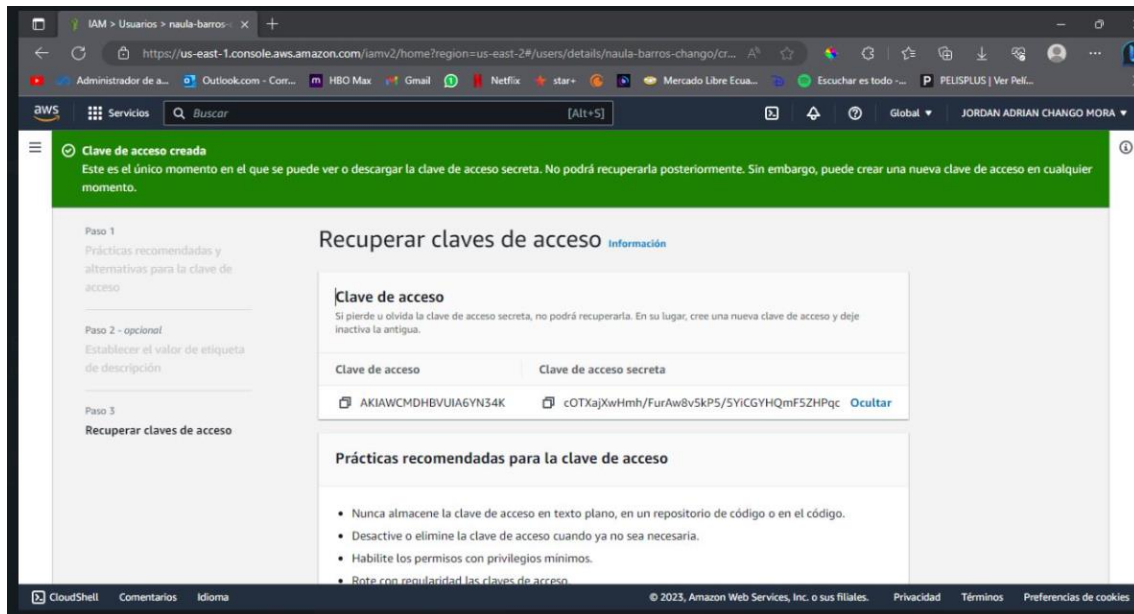 IAM > Usuarios > naula-barros-
https://us-east-1.console.aws.amazon.com/iamv2/home?region=us-east-2#/users/details/naula-barros-chango/cr...
Administrador de a... Outlook.com - Corr... HBO Max Gmail Netflix star+ Mercado Libre Ecua... Escuchar es todo -... PELISPLUS | Ver Pelí...
aws Servicios Buscar [Alt+S] Global JORDAN ADRIAN CHANGO MORA
Clave de acceso creada
Este es el único momento en el que se puede ver o descargar la clave de acceso secreta. No podrá recuperarla posteriormente. Sin embargo, puede crear una nueva clave de acceso en cualquier
momento.
Paso 1
Prácticas recomendadas y
alternativas para la clave de
acceso
Paso 2 - opcional
Establecer el valor de etiqueta
de descripción
Paso 3
Recuperar claves de acceso
Recuperar claves de acceso Información
Clave de acceso
Si pierde u olvida la clave de acceso secreta, no podrá recuperarla. En su lugar, cree una nueva clave de acceso y deje
inactiva la antigua.
Clave de acceso Clave de acceso secreta
AKIAWCMDHBVUIA6YN34K Ocultar
Prácticas recomendadas para la clave de acceso
• Nunca almacene la clave de acceso en texto plano, en un repositorio de código o en el código.
• Desactive o elimine la clave de acceso cuando ya no sea necesaria.
• Habilite los permisos con privilegios mínimos.
• Rote con regularidad las claves de acceso.
CloudShell Comentarios Idioma © 2023, Amazon Web Services, Inc. o sus filiales. Privacidad Términos Preferencias de cookies